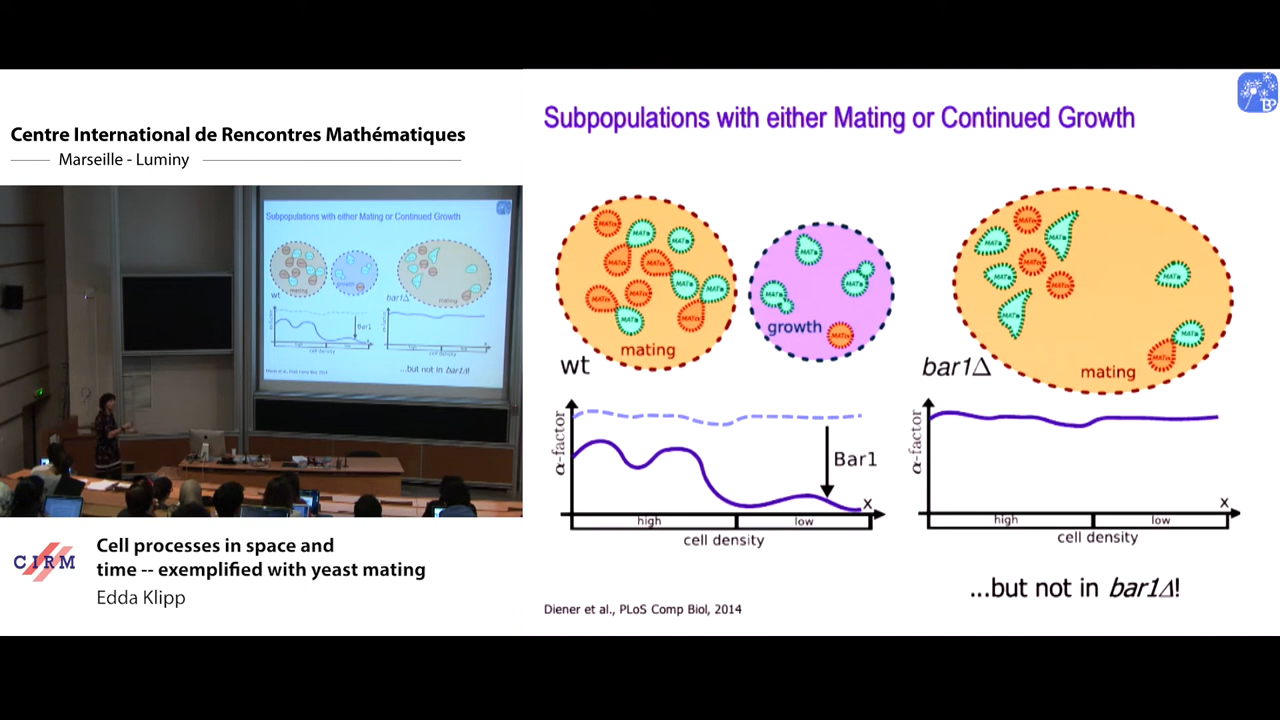 Centre International de Rencontres Mathématiques
Marseille - Luminy
Subpopulations with either Mating or Continued Growth
mating
growth
wt
bar1Δ
mating
α-factor
Bar1
x
high
low
cell density
α-factor
x
high
low
cell density
...but not in bar1Δ!
Diener et al., PLoS Comp Biol, 2014
CIRM
Cell processes in space and
time -- exemplified with yeast mating
Edda Klipp